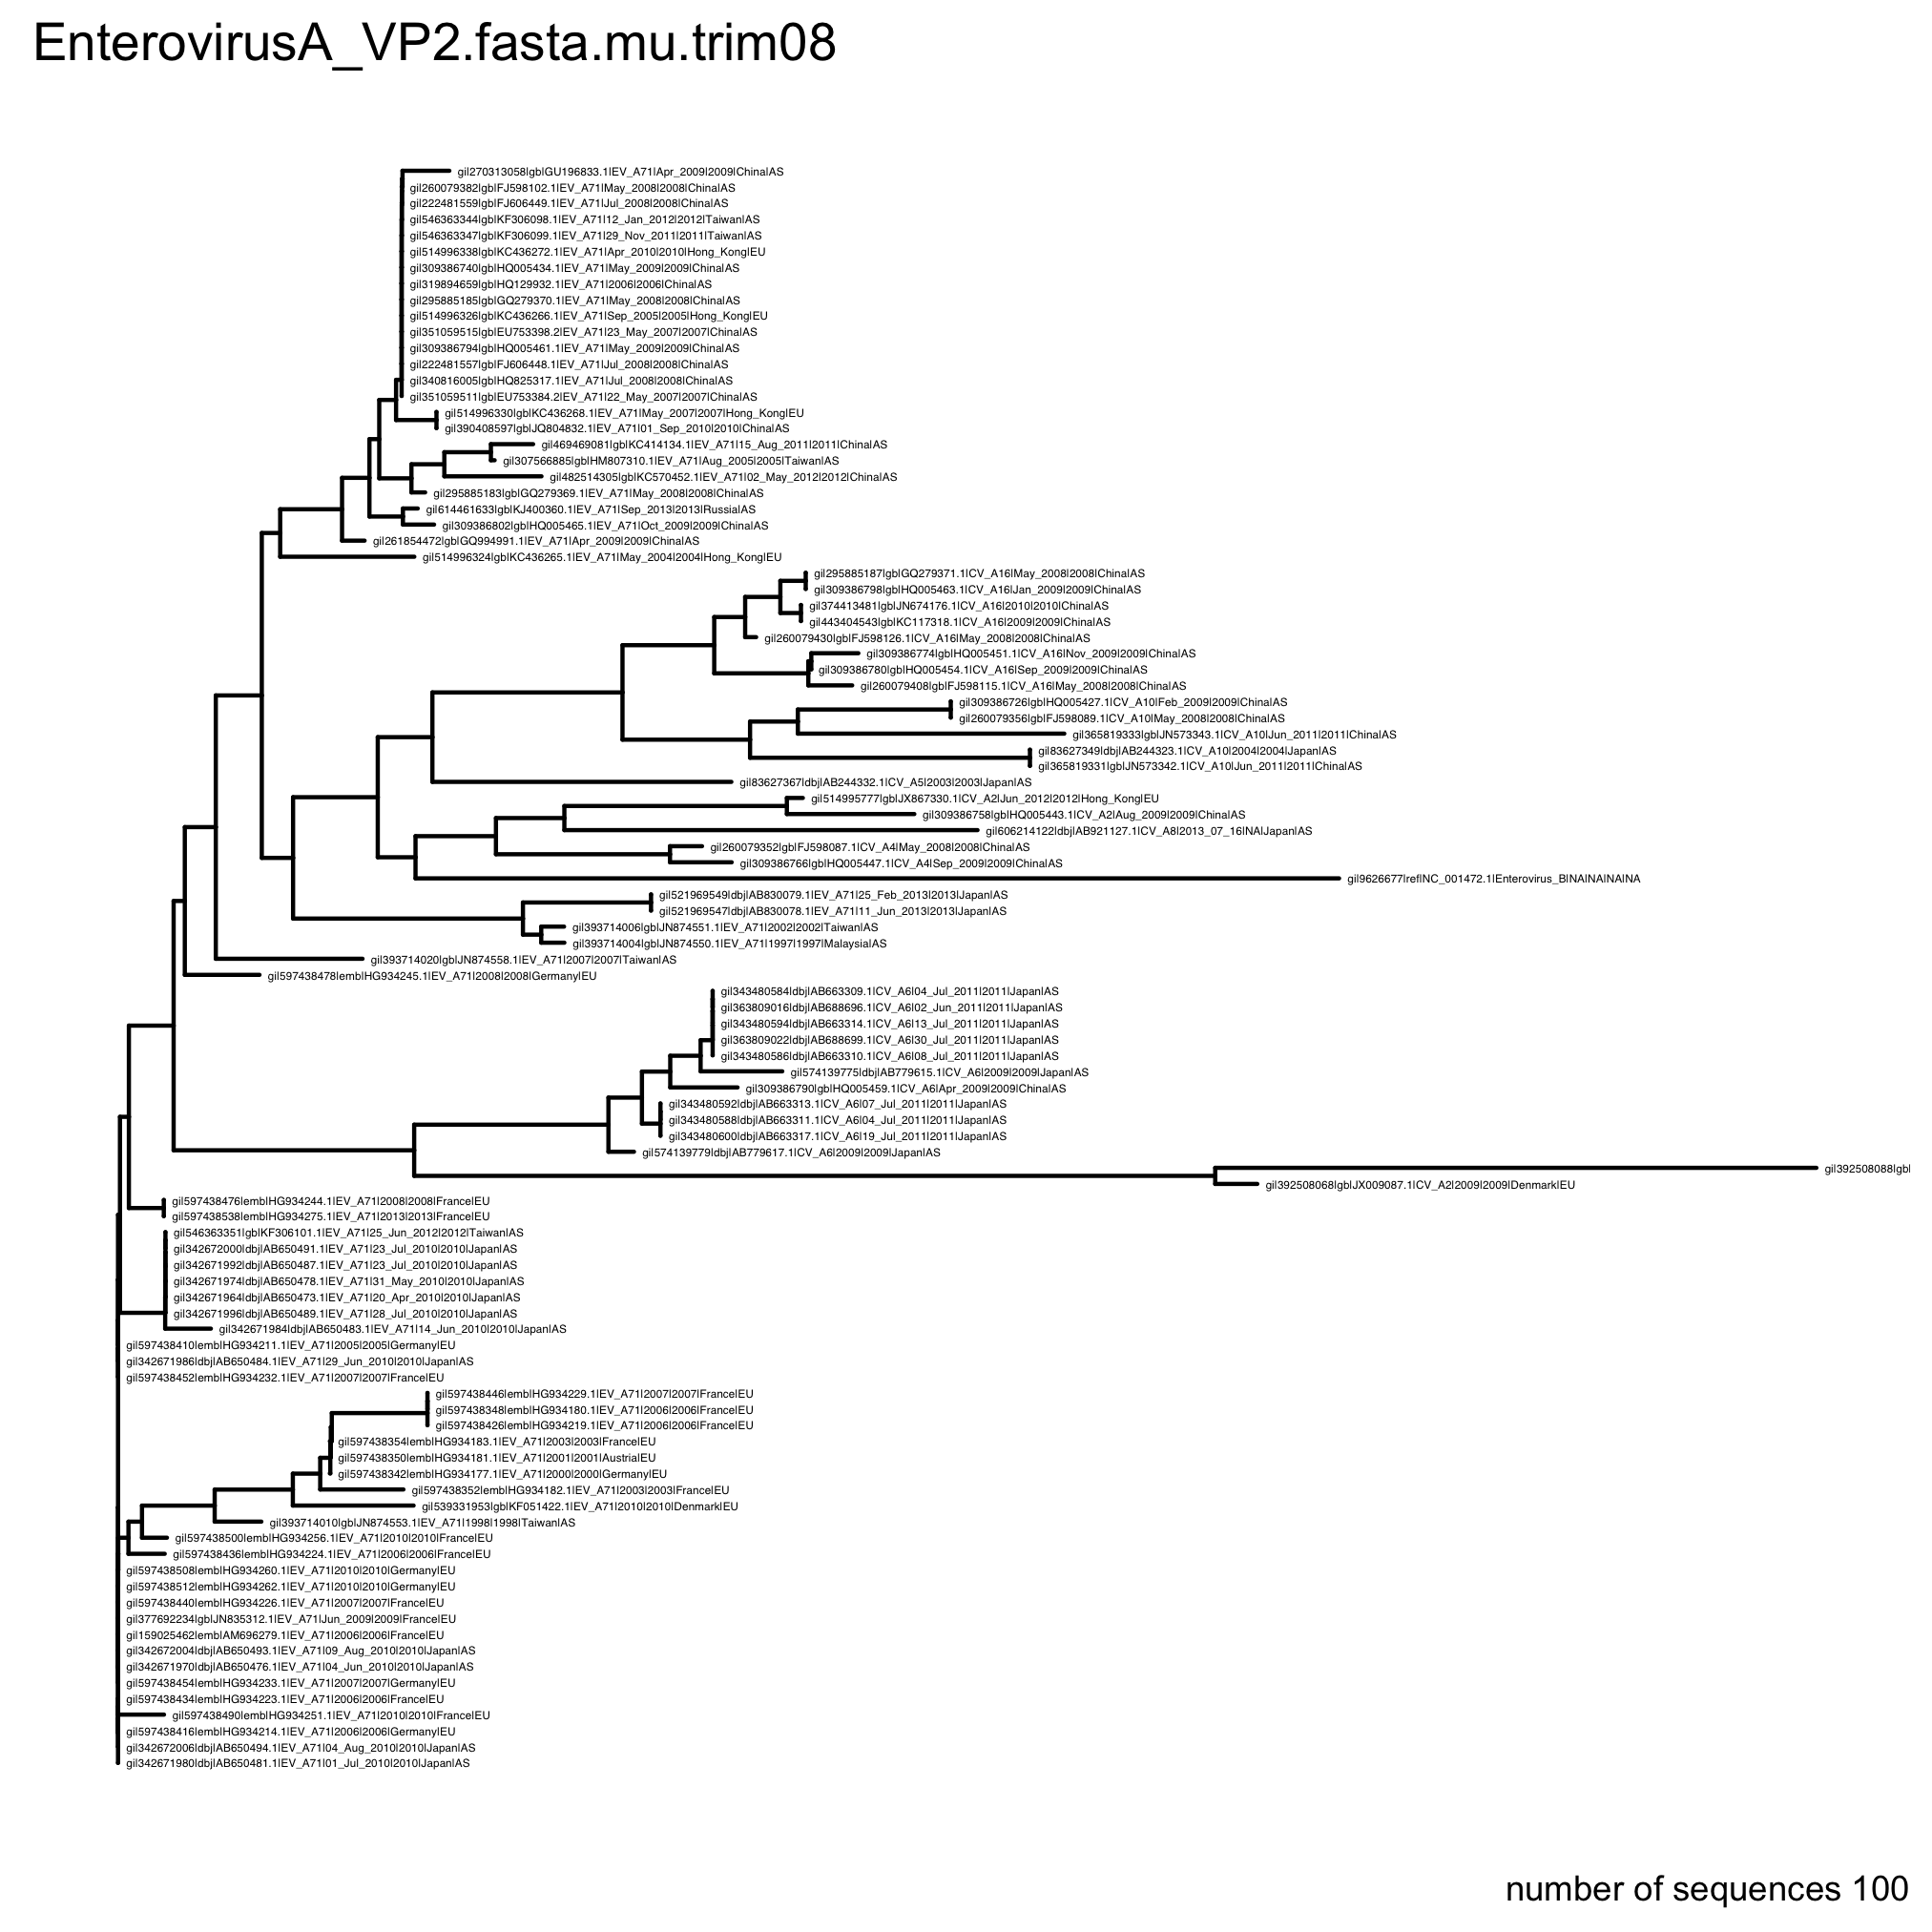 EnterovirusA_VP2.fasta.mu.trim08
gi|270313058|gb|GU196833.1|EV_A71|Apr_2009|2009|China|AS
gi|260079382|gb|FJ598102.1|EV_A71|May_2008|2008|China|AS
gi|222481559|gb|FJ606449.1|EV_A71|Jul_2008|2008|China|AS
gi|546363344|gb|KF306098.1|EV_A71|12_Jan_2012|2012|Taiwan|AS
gi|546363347|gb|KF306099.1|EV_A71|29_Nov_2011|2011|Taiwan|AS
gi|514996338|gb|KC436272.1|EV_A71|Apr_2010|2010|Hong_Kong|EU
gi|309386740|gb|HQ005434.1|EV_A71|May_2009|2009|China|AS
gi|319894659|gb|HQ129932.1|EV_A71|2006|2006|China|AS
gi|295885185|gb|GQ279370.1|EV_A71|May_2008|2008|China|AS
gi|514996326|gb|KC436266.1|EV_A71|Sep_2005|2005|Hong_Kong|EU
gi|351059515|gb|EU753398.2|EV_A71|23_May_2007|2007|China|AS
gi|309386794|gb|HQ005461.1|EV_A71|May_2009|2009|China|AS
gi|222481557|gb|FJ606448.1|EV_A71|Jul_2008|2008|China|AS
gi|340816005|gb|HQ825317.1|EV_A71|Jul_2008|2008|China|AS
gi|351059511|gb|EU753384.2|EV_A71|22_May_2007|2007|China|AS
gi|514996330|gb|KC436268.1|EV_A71|May_2007|2007|Hong_Kong|EU
gi|390408597|gb|JQ804832.1|EV_A71|01_Sep_2010|2010|China|AS
gi|469469081|gb|KC414134.1|EV_A71|15_Aug_2011|2011|China|AS
gi|307566885|gb|HM807310.1|EV_A71|Aug_2005|2005|Taiwan|AS
gi|482514305|gb|KC570452.1|EV_A71|02_May_2012|2012|China|AS
gi|295885183|gb|GQ279369.1|EV_A71|May_2008|2008|China|AS
gi|614461633|gb|KJ400360.1|EV_A71|Sep_2013|2013|Russia|AS
gi|309386802|gb|HQ005465.1|EV_A71|Oct_2009|2009|China|AS
gi|261854472|gb|GQ994991.1|EV_A71|Apr_2009|2009|China|AS
gi|514996324|gb|KC436265.1|EV_A71|May_2004|2004|Hong_Kong|EU
gi|295885187|gb|GQ279371.1|CV_A16|May_2008|2008|China|AS
gi|309386798|gb|HQ005463.1|CV_A16|Jan_2009|2009|China|AS
gi|374413481|gb|JN674176.1|CV_A16|2010|2010|China|AS
gi|443404543|gb|KC117318.1|CV_A16|2009|2009|China|AS
gi|260079430|gb|FJ598126.1|CV_A16|May_2008|2008|China|AS
gi|309386774|gb|HQ005451.1|CV_A16|Nov_2009|2009|China|AS
gi|309386780|gb|HQ005454.1|CV_A16|Sep_2009|2009|China|AS
gi|260079408|gb|FJ598115.1|CV_A16|May_2008|2008|China|AS
gi|309386726|gb|HQ005427.1|CV_A10|Feb_2009|2009|China|AS
gi|260079356|gb|FJ598089.1|CV_A10|May_2008|2008|China|AS
gi|365819333|gb|JN573343.1|CV_A10|Jun_2011|2011|China|AS
gi|83627349|dbj|AB244323.1|CV_A10|2004|2004|Japan|AS
gi|365819331|gb|JN573342.1|CV_A10|Jun_2011|2011|China|AS
gi|83627367|dbj|AB244332.1|CV_A5|2003|2003|Japan|AS
gi|514995777|gb|JX867330.1|CV_A2|Jun_2012|2012|Hong_Kong|EU
gi|309386758|gb|HQ005443.1|CV_A2|Aug_2009|2009|China|AS
gi|606214122|dbj|AB921127.1|CV_A8|2013_07_16|NA|Japan|AS
gi|260079352|gb|FJ598087.1|CV_A4|May_2008|2008|China|AS
gi|309386766|gb|HQ005447.1|CV_A4|Sep_2009|2009|China|AS
gi|9626677|ref|NC_001472.1|Enterovirus_B|NA|NA|NA|NA
gi|521969549|dbj|AB830079.1|EV_A71|25_Feb_2013|2013|Japan|AS
gi|521969547|dbj|AB830078.1|EV_A71|11_Jun_2013|2013|Japan|AS
gi|393714006|gb|JN874551.1|EV_A71|2002|2002|Taiwan|AS
gi|393714004|gb|JN874550.1|EV_A71|1997|1997|Malaysia|AS
gi|393714020|gb|JN874558.1|EV_A71|2007|2007|Taiwan|AS
gi|597438478|emb|HG934245.1|EV_A71|2008|2008|Germany|EU
gi|343480584|dbj|AB663309.1|CV_A6|04_Jul_2011|2011|Japan|AS
gi|363809016|dbj|AB688696.1|CV_A6|02_Jun_2011|2011|Japan|AS
gi|343480594|dbj|AB663314.1|CV_A6|13_Jul_2011|2011|Japan|AS
gi|363809022|dbj|AB688699.1|CV_A6|30_Jul_2011|2011|Japan|AS
gi|343480586|dbj|AB663310.1|CV_A6|08_Jul_2011|2011|Japan|AS
gi|574139775|dbj|AB779615.1|CV_A6|2009|2009|Japan|AS
gi|309386790|gb|HQ005459.1|CV_A6|Apr_2009|2009|China|AS
gi|343480592|dbj|AB663313.1|CV_A6|07_Jul_2011|2011|Japan|AS
gi|343480588|dbj|AB663311.1|CV_A6|04_Jul_2011|2011|Japan|AS
gi|343480600|dbj|AB663317.1|CV_A6|19_Jul_2011|2011|Japan|AS
gi|574139779|dbj|AB779617.1|CV_A6|2009|2009|Japan|AS
gi|392508088|gb|
gi|392508068|gb|JX009087.1|CV_A2|2009|2009|Denmark|EU
gi|597438476|emb|HG934244.1|EV_A71|2008|2008|France|EU
gi|597438538|emb|HG934275.1|EV_A71|2013|2013|France|EU
gi|546363351|gb|KF306101.1|EV_A71|25_Jun_2012|2012|Taiwan|AS
gi|342672000|dbj|AB650491.1|EV_A71|23_Jul_2010|2010|Japan|AS
gi|342671992|dbj|AB650487.1|EV_A71|23_Jul_2010|2010|Japan|AS
gi|342671974|dbj|AB650478.1|EV_A71|31_May_2010|2010|Japan|AS
gi|342671964|dbj|AB650473.1|EV_A71|20_Apr_2010|2010|Japan|AS
gi|342671996|dbj|AB650489.1|EV_A71|28_Jul_2010|2010|Japan|AS
gi|342671984|dbj|AB650483.1|EV_A71|14_Jun_2010|2010|Japan|AS
gi|597438410|emb|HG934211.1|EV_A71|2005|2005|Germany|EU
gi|342671986|dbj|AB650484.1|EV_A71|29_Jun_2010|2010|Japan|AS
gi|597438452|emb|HG934232.1|EV_A71|2007|2007|France|EU
gi|597438446|emb|HG934229.1|EV_A71|2007|2007|France|EU
gi|597438348|emb|HG934180.1|EV_A71|2006|2006|France|EU
gi|597438426|emb|HG934219.1|EV_A71|2006|2006|France|EU
gi|597438354|emb|HG934183.1|EV_A71|2003|2003|France|EU
gi|597438350|emb|HG934181.1|EV_A71|2001|2001|Austria|EU
gi|597438342|emb|HG934177.1|EV_A71|2000|2000|Germany|EU
gi|597438352|emb|HG934182.1|EV_A71|2003|2003|France|EU
gi|539331953|gb|KF051422.1|EV_A71|2010|2010|Denmark|EU
gi|393714010|gb|JN874553.1|EV_A71|1998|1998|Taiwan|AS
gi|597438500|emb|HG934256.1|EV_A71|2010|2010|France|EU
gi|597438436|emb|HG934224.1|EV_A71|2006|2006|France|EU
gi|597438508|emb|HG934260.1|EV_A71|2010|2010|Germany|EU
gi|597438512|emb|HG934262.1|EV_A71|2010|2010|Germany|EU
gi|597438440|emb|HG934226.1|EV_A71|2007|2007|France|EU
gi|377692234|gb|JN835312.1|EV_A71|Jun_2009|2009|France|EU
gi|159025462|emb|AM696279.1|EV_A71|2006|2006|France|EU
gi|342672004|dbj|AB650493.1|EV_A71|09_Aug_2010|2010|Japan|AS
gi|342671970|dbj|AB650476.1|EV_A71|04_Jun_2010|2010|Japan|AS
gi|597438454|emb|HG934233.1|EV_A71|2007|2007|Germany|EU
gi|597438434|emb|HG934223.1|EV_A71|2006|2006|France|EU
gi|597438490|emb|HG934251.1|EV_A71|2010|2010|France|EU
gi|597438416|emb|HG934214.1|EV_A71|2006|2006|Germany|EU
gi|342672006|dbj|AB650494.1|EV_A71|04_Aug_2010|2010|Japan|AS
gi|342671980|dbj|AB650481.1|EV_A71|01_Jul_2010|2010|Japan|AS
number of sequences 100